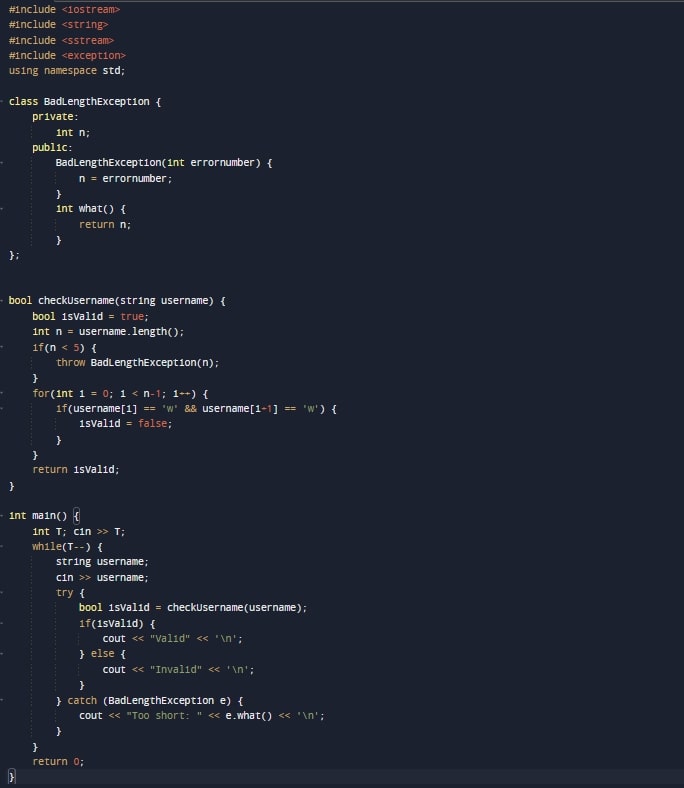 #include <iostream>
#include <string>
#include <sstream>
#include <exception>
using namespace std;
class BadLengthException {
    private:
        int n;
    public:
        BadLengthException(int errornumber) {
            n = errornumber;
        }
        int what() {
            return n;
        }
};
bool checkUsername(string username) {
    bool isValid = true;
    int n = username.length();
    if(n < 5) {
        throw BadLengthException(n);
    }
    for(int i = 0; i < n-1; i++) {
        if(username[i] == 'w' && username[i+1] == 'w') {
            isValid = false;
        }
    }
    return isValid;
}
int main() {
    int T; cin >> T;
    while(T--) {
        string username;
        cin >> username;
        try {
            bool isValid = checkUsername(username);
            if(isValid) {
                cout << "Valid" << '\n';
            } else {
                cout << "Invalid" << '\n';
            }
        } catch (BadLengthException e) {
            cout << "Too short: " << e.what() << '\n';
        }
    }
    return 0;
}